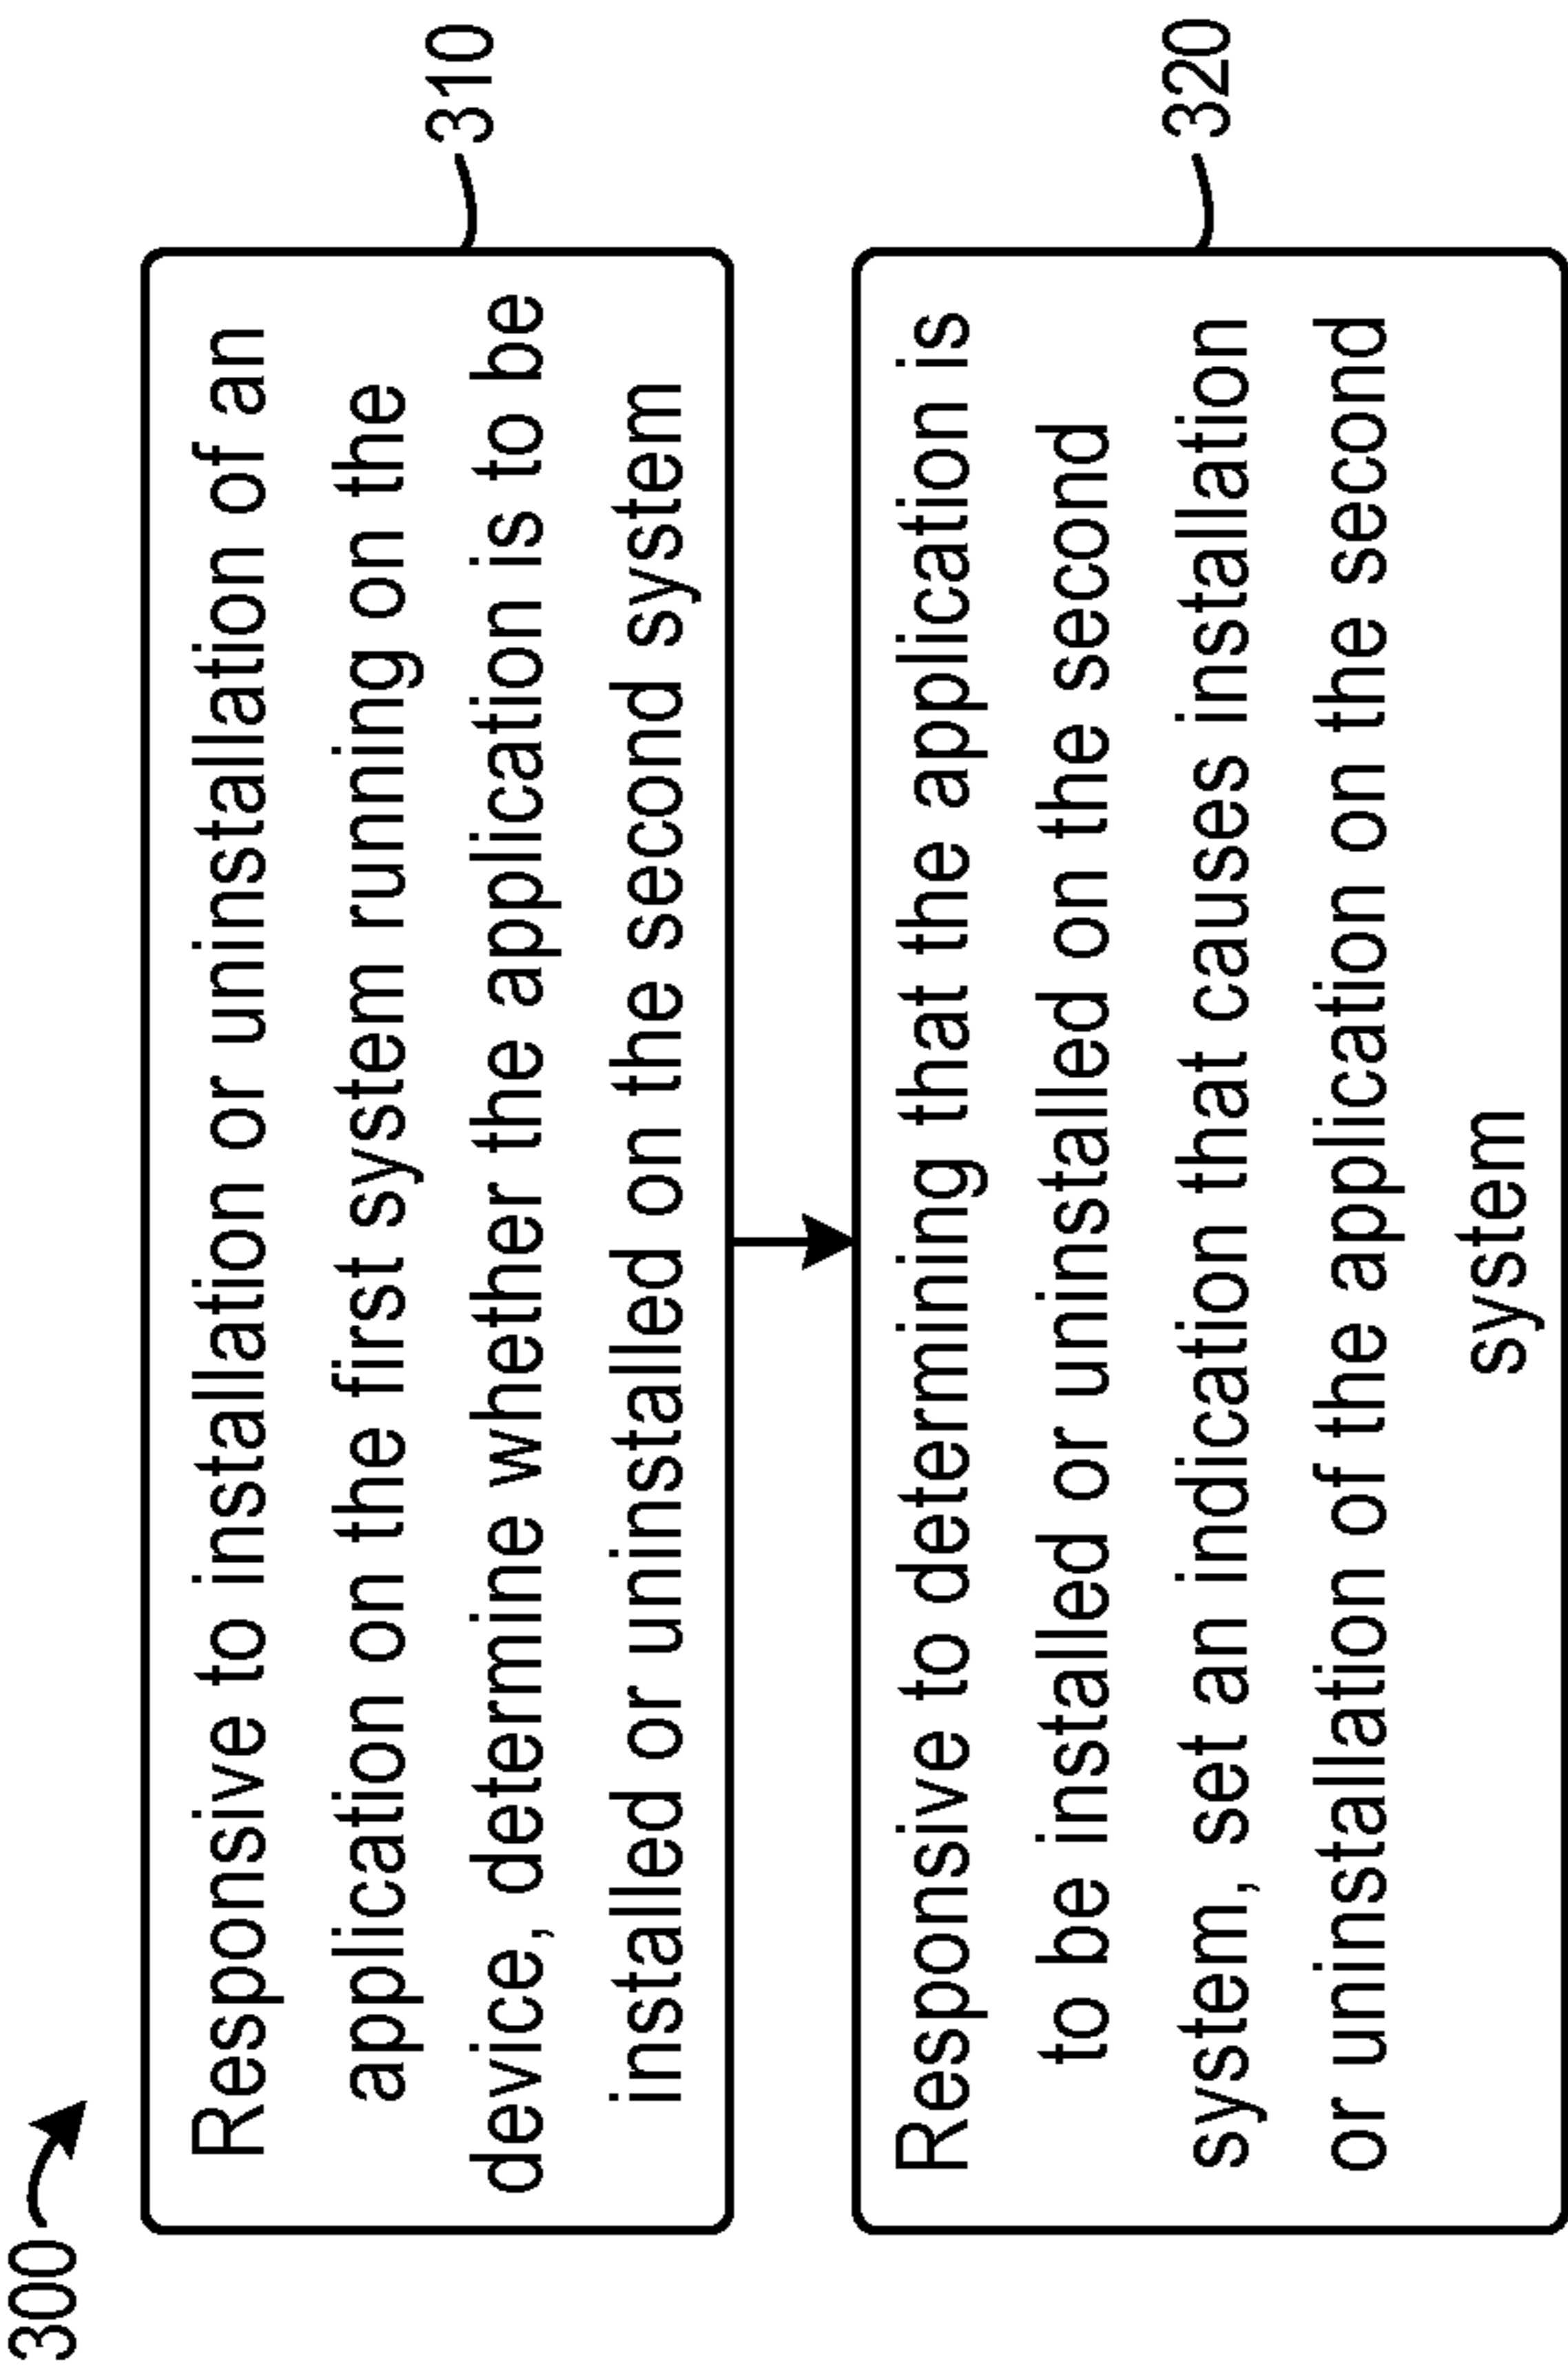 300
Responsive to installation or uninstallation of an
application on the first system running on the
device, determine whether the application is to be
installed or uninstalled on the second system
310
Responsive to determining that the application is
to be installed or uninstalled on the second
system, set an indication that causes installation
or uninstallation of the application on the second
system
320